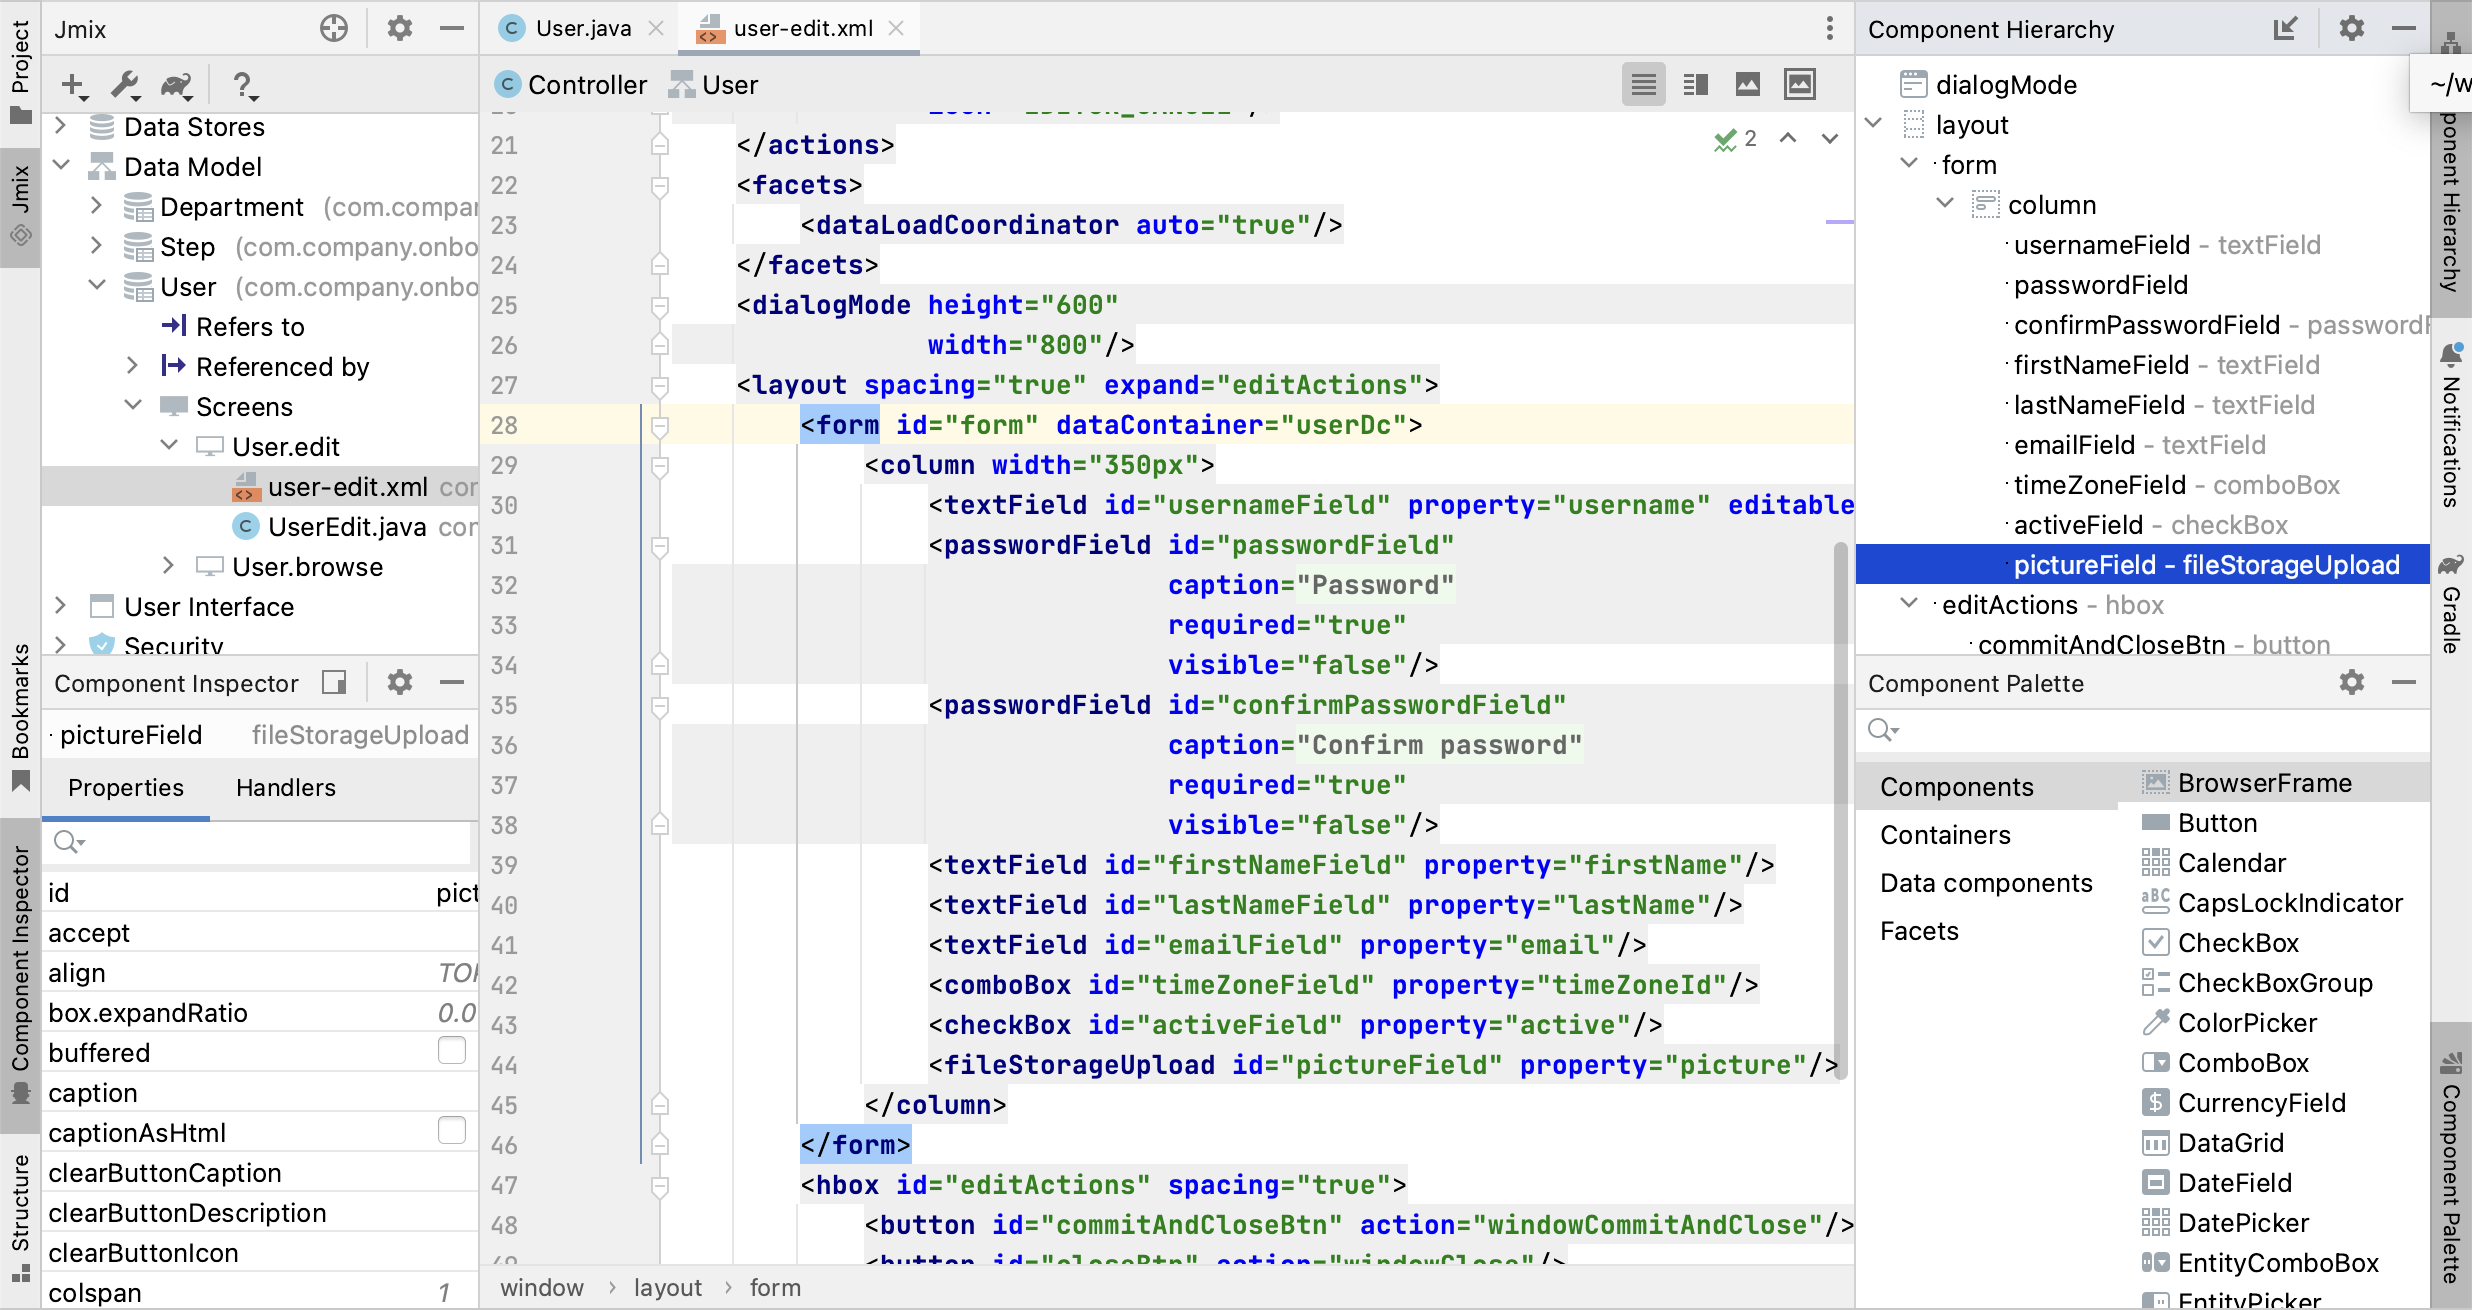 Project
Jmix
Bookmarks
Component Inspector
Structure
Jmix
?
Data Stores
Data Model
Department (com.compar
Step (com.company.onbo
User (com.company.onbo
Refers to
Referenced by
Screens
User.edit
user-edit.xml con
UserEdit.java con
User.browse
User Interface
Security
Component Inspector
pictureField fileStorageUpload
Properties Handlers
id pict
accept
align TOP
box.expandRatio 0.0
buffered
caption
captionAsHtml
clearButtonCaption
clearButtonDescription
clearButtonIcon
colspan 1
C User.java user-edit.xml
C Controller User
2
21 </actions>
22 <facets>
23 <dataLoadCoordinator auto="true"/>
24 </facets>
25 <dialogMode height="600"
26 width="800"/>
27 <layout spacing="true" expand="editActions">
28 <form id="form" dataContainer="userDc">
29 <column width="350px">
30 <textField id="usernameField" property="username" editable
31 <passwordField id="passwordField"
32 caption="Password"
33 required="true"
34 visible="false"/>
35 <passwordField id="confirmPasswordField"
36 caption="Confirm password"
37 required="true"
38 visible="false"/>
39 <textField id="firstNameField" property="firstName"/>
40 <textField id="lastNameField" property="lastName"/>
41 <textField id="emailField" property="email"/>
42 <comboBox id="timeZoneField" property="timeZoneId"/>
43 <checkBox id="activeField" property="active"/>
44 <fileStorageUpload id="pictureField" property="picture"/>
45 </column>
46 </form>
47 <hbox id="editActions" spacing="true">
48 <button id="commitAndCloseBtn" action="windowCommitAndClose"/>
49 <button id="closeBtn" action="windowClose"/>
window > layout > form
Component Hierarchy
dialogMode
layout
form
column
usernameField - textField
passwordField
confirmPasswordField - passwordF
firstNameField - textField
lastNameField - textField
emailField - textField
timeZoneField - comboBox
activeField - checkBox
pictureField - fileStorageUpload
editActions - hbox
commitAndCloseBtn - button
Component Palette
Components
Containers
Data components
Facets
BrowserFrame
Button
Calendar
CapsLockIndicator
CheckBox
CheckBoxGroup
ColorPicker
ComboBox
CurrencyField
DataGrid
DateField
DatePicker
EntityComboBox
EntityPicker
~/w
ponent Hierarchy
Notifications
Gradle
Component Palette